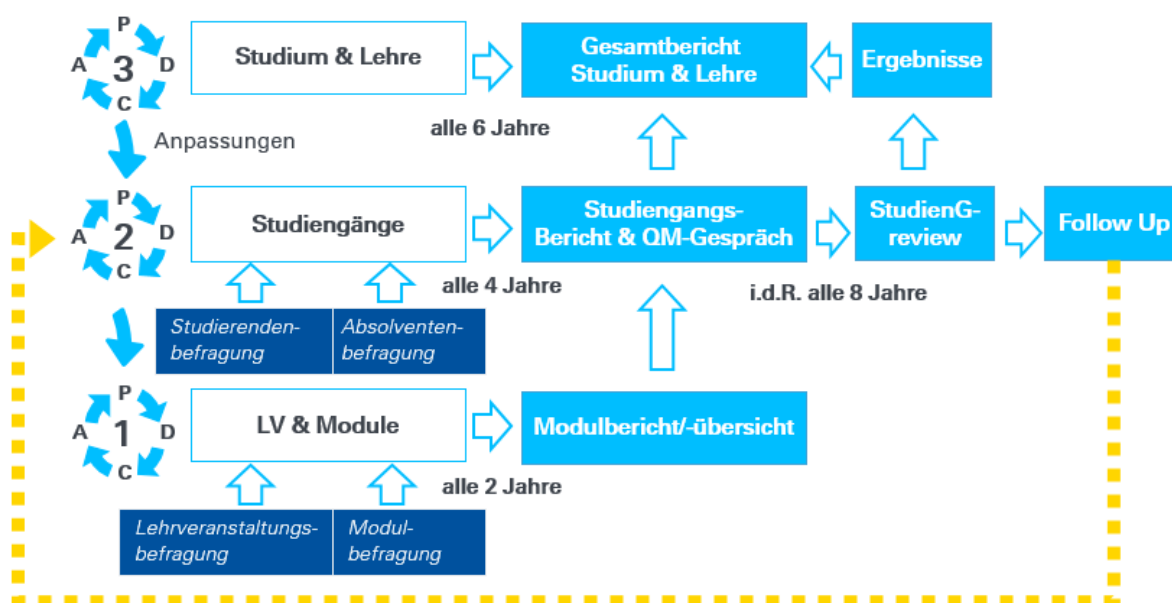 P
A 3 D
C
Studium & Lehre
Gesamtbericht
Studium & Lehre
Ergebnisse
alle 6 Jahre
Anpassungen
P
A 2 D
C
Studiengänge
Studiengangs-
Bericht & QM-Gespräch
StudienG-
review
Follow Up
alle 4 Jahre
i.d.R. alle 8 Jahre
Studierenden-
befragung
Absolventen-
befragung
P
A 1 D
C
LV & Module
Modulbericht/-übersicht
alle 2 Jahre
Lehrveranstaltungs-
befragung
Modul-
befragung